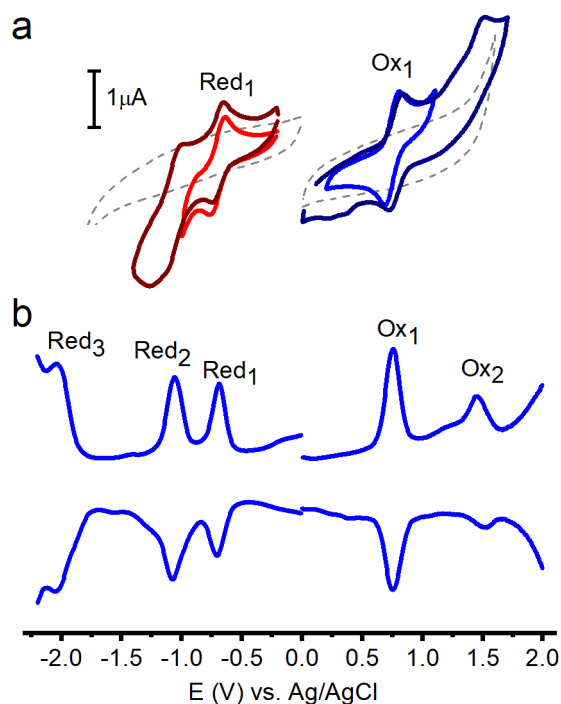 a
1μA
Red₁
Ox₁
b
Red₃
Red₂
Red₁
Ox₁
Ox₂
-2.0 -1.5 -1.0 -0.5 0.0 0.5 1.0 1.5 2.0
E (V) vs. Ag/AgCl